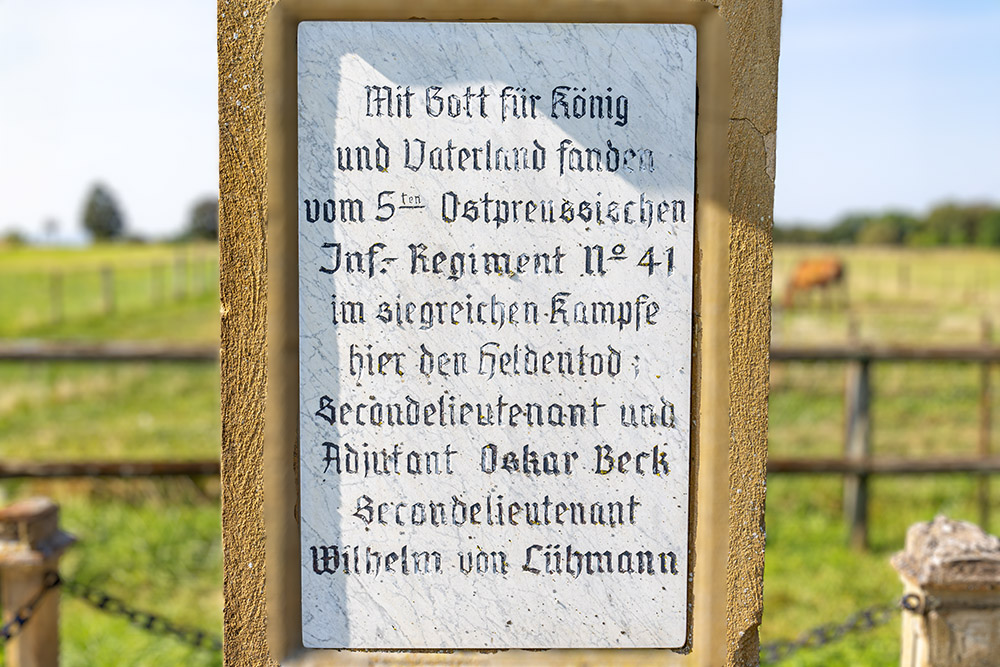 Mit Gott für König
und Vaterland fanden
vom 5ten Ostpreussischen
Inf.- Regiment No 41
im siegreichen Kampfe
hier den Heldentod ;
Secondelieutenant und
Adjutant Oskar Beck
Secondelieutenant
Wilhelm von Lühmann